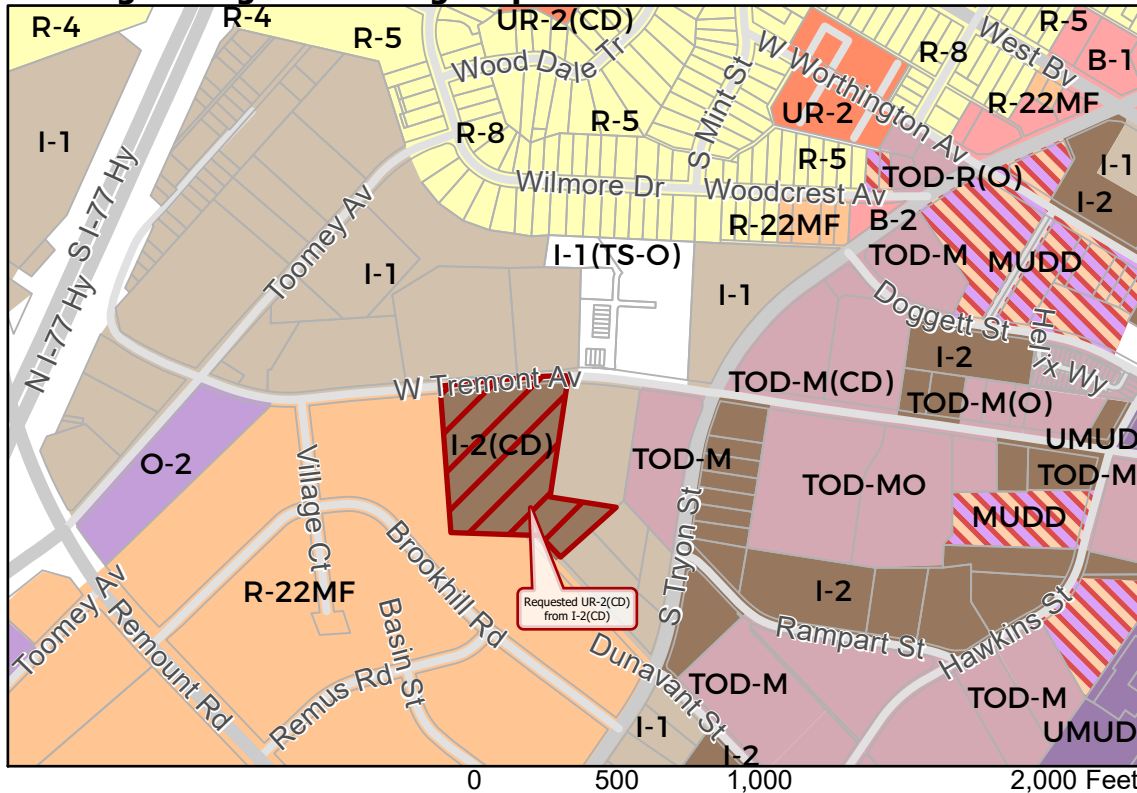 R-4
R-4
R-5
UR-2(CD)
R-5
B-1
R-8
West Bv
Wood Dale Tr
W Worthington Av
R-22MF
S Mint St
UR-2
R-5
R-8
I-1
I-1
R-5
TOD-R(O)
Wilmore Dr
Woodcrest Av
I-2
R-22MF
B-2
S I-77 Hy
N I-77 Hy
Toomey Av
I-1
I-1(TS-O)
TOD-M
MUDD
I-1
Doggett St
Helix Wy
I-2
W Tremont Av
TOD-M(CD)
TOD-M(O)
I-2(CD)
UMUD
O-2
TOD-M
TOD-M
TOD-MO
MUDD
Village Ct
S Tryon St
Brookhill Rd
R-22MF
Requested UR-2(CD)
from I-2(CD)
I-2
Toomey Av
Remount Rd
Basin St
Rampart St
Hawkins St
Dunavant St
Remus Rd
TOD-M
TOD-M
I-1
UMUD
I-2
0 500 1,000 2,000 Feet